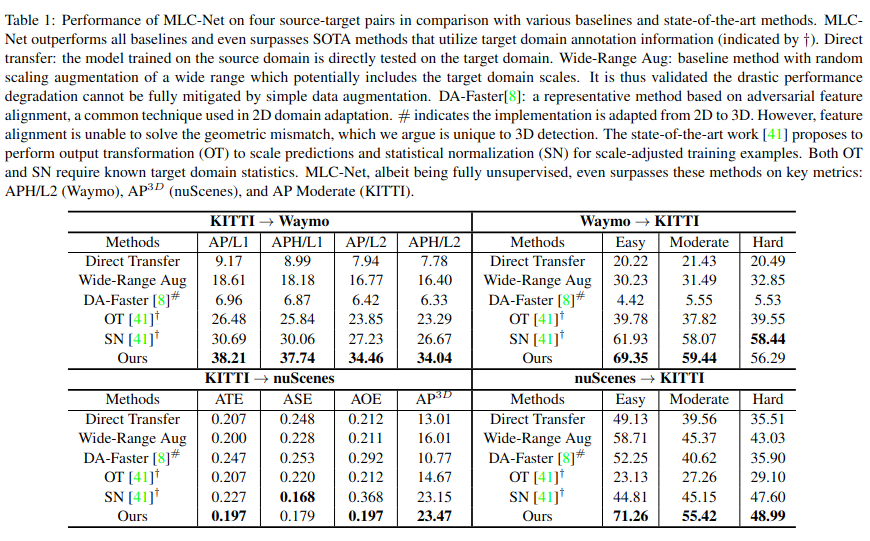 Table 1: Performance of MLC-Net on four source-target pairs in comparison with various baselines and state-of-the-art methods. MLC-
Net outperforms all baselines and even surpasses SOTA methods that utilize target domain annotation information (indicated by †). Direct
transfer: the model trained on the source domain is directly tested on the target domain. Wide-Range Aug: baseline method with random
scaling augmentation of a wide range which potentially includes the target domain scales. It is thus validated the drastic performance
degradation cannot be fully mitigated by simple data augmentation. DA-Faster[8]: a representative method based on adversarial feature
alignment, a common technique used in 2D domain adaptation. # indicates the implementation is adapted from 2D to 3D. However, feature
alignment is unable to solve the geometric mismatch, which we argue is unique to 3D detection. The state-of-the-art work [41] proposes to
perform output transformation (OT) to scale predictions and statistical normalization (SN) for scale-adjusted training examples. Both OT
and SN require known target domain statistics. MLC-Net, albeit being fully unsupervised, even surpasses these methods on key metrics:
APH/L2 (Waymo), AP3D (nuScenes), and AP Moderate (KITTI).
KITTI → Waymo Waymo → KITTI
Methods AP/L1 APH/L1 AP/L2 APH/L2 Methods Easy Moderate Hard
Direct Transfer 9.17 8.99 7.94 7.78 Direct Transfer 20.22 21.43 20.49
Wide-Range Aug 18.61 18.18 16.77 16.40 Wide-Range Aug 30.23 31.49 32.85
DA-Faster [8]# 6.96 6.87 6.42 6.33 DA-Faster [8]# 4.42 5.55 5.53
OT [41]† 26.48 25.84 23.85 23.29 OT [41]† 39.78 37.82 39.55
SN [41]† 30.69 30.06 27.23 26.67 SN [41]† 61.93 58.07 58.44
Ours 38.21 37.74 34.46 34.04 Ours 69.35 59.44 56.29
KITTI → nuScenes nuScenes → KITTI
Methods ATE ASE AOE AP3D Methods Easy Moderate Hard
Direct Transfer 0.207 0.248 0.212 13.01 Direct Transfer 49.13 39.56 35.51
Wide-Range Aug 0.200 0.228 0.211 16.01 Wide-Range Aug 58.71 45.37 43.03
DA-Faster [8]# 0.247 0.253 0.292 10.77 DA-Faster [8]# 52.25 40.62 35.90
OT [41]† 0.207 0.220 0.212 14.67 OT [41]† 23.13 27.26 29.10
SN [41]† 0.227 0.168 0.368 23.15 SN [41]† 44.81 45.15 47.60
Ours 0.197 0.179 0.197 23.47 Ours 71.26 55.42 48.99